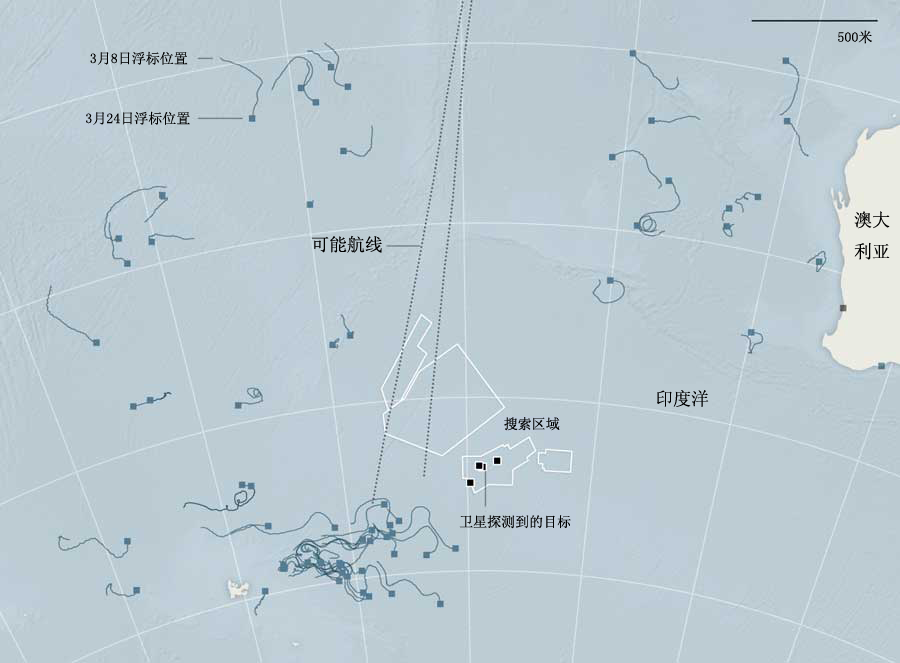 500米
3月8日浮标位置
3月24日浮标位置
可能航线
澳大
利亚
印度洋
搜索区域
卫星探测到的目标